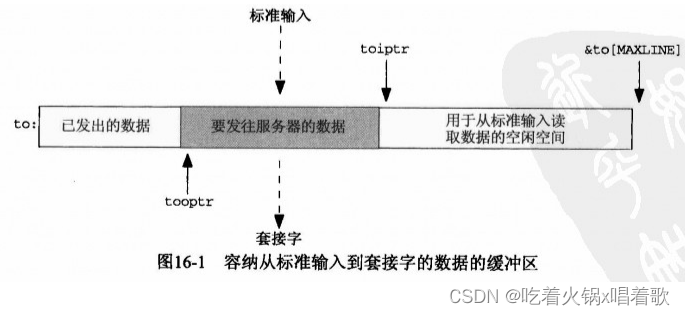 标准输入
toiptr
&to[MAXLINE]
to:
已发出的数据
要发往服务器的数据
用于从标准输入读
取数据的空闲空间
tooptr
套接字
图16-1 容纳从标准输入到套接字的数据的缓冲区
CSDN @吃着火锅x唱着歌